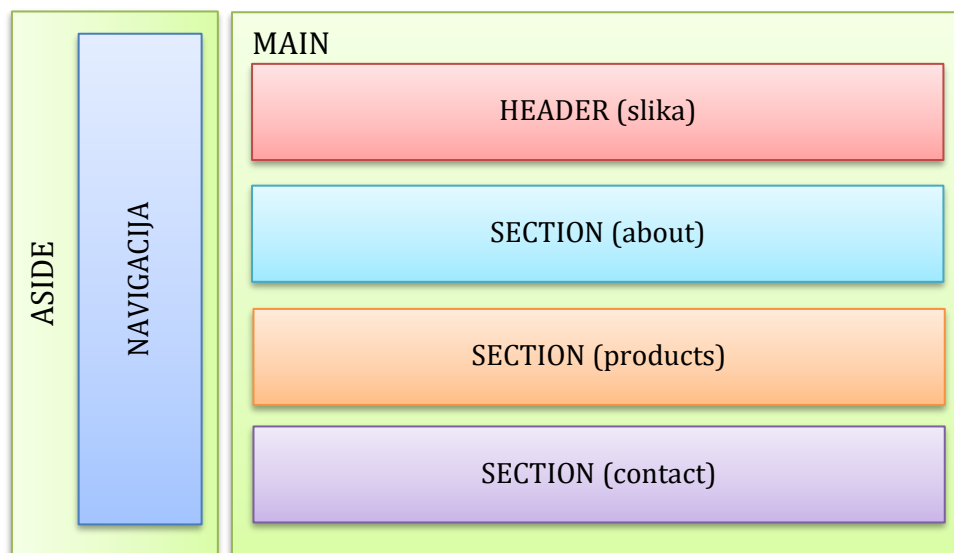 ASIDE
NAVIGACIJA
MAIN
HEADER (slika)
SECTION (about)
SECTION (products)
SECTION (contact)